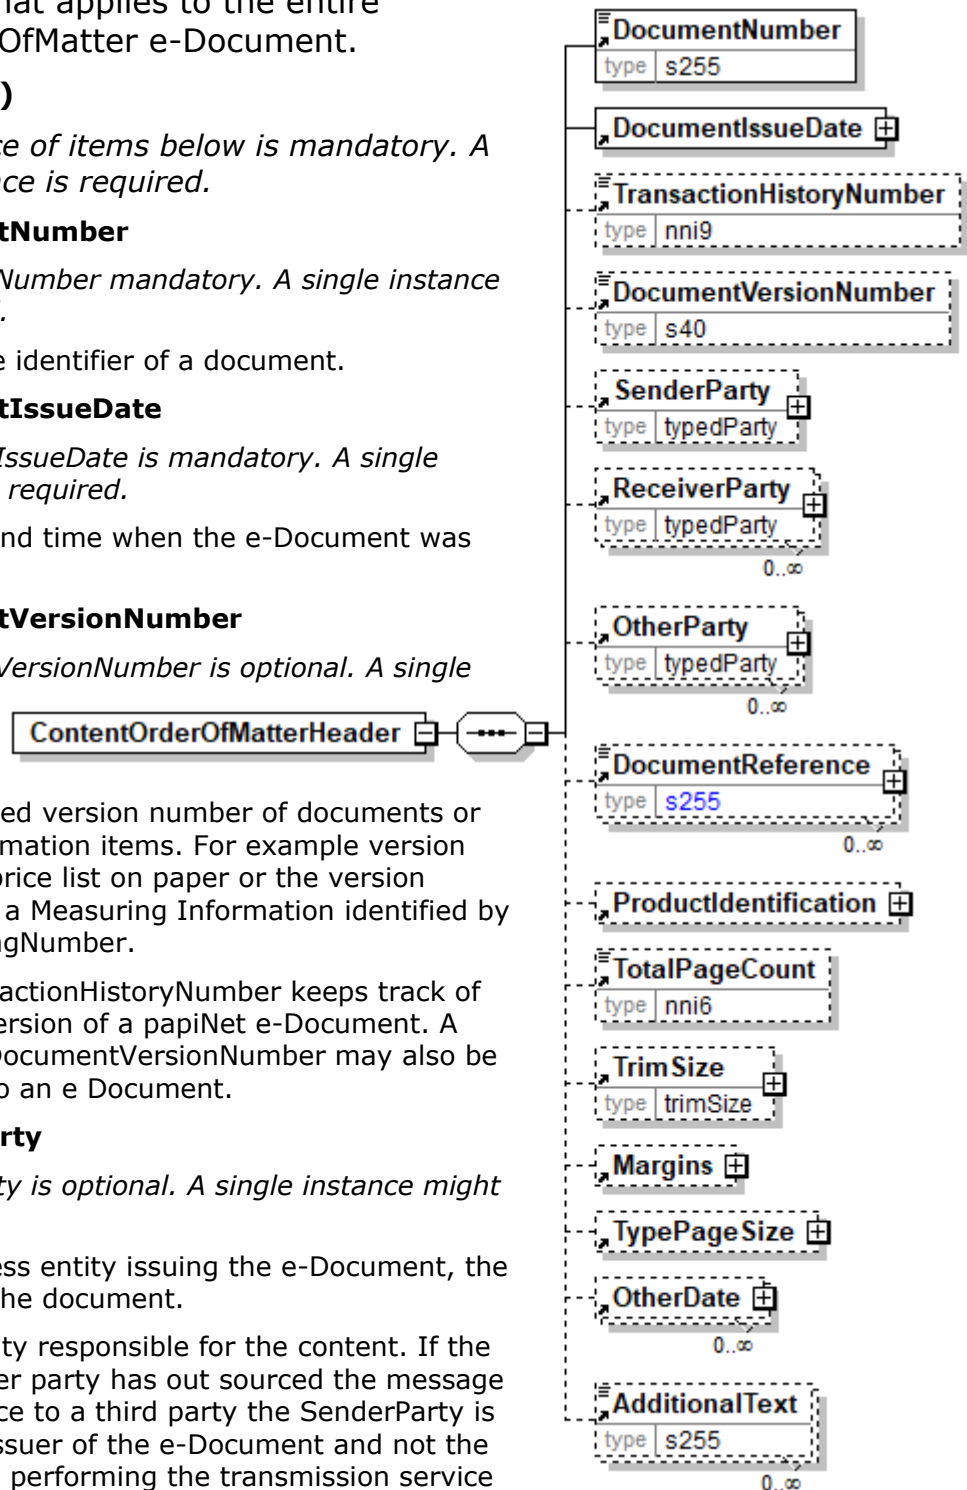 hat applies to the entire
OfMatter e-Document.
)
ce of items below is mandatory. A
nce is required.
tNumber
Number mandatory. A single instance
.
e identifier of a document.
tIssueDate
IssueDate is mandatory. A single
required.
nd time when the e-Document was
tVersionNumber
VersionNumber is optional. A single
ContentOrderOfMatterHeader
ed version number of documents or
rmation items. For example version
price list on paper or the version
a Measuring Information identified by
ngNumber.
sactionHistoryNumber keeps track of
ersion of a papiNet e-Document. A
DocumentVersionNumber may also be
o an e Document.
arty
ty is optional. A single instance might
ess entity issuing the e-Document, the
he document.
ity responsible for the content. If the
er party has out sourced the message
ce to a third party the SenderParty is
ssuer of the e-Document and not the
performing the transmission service
DocumentNumber
type s255
DocumentIssueDate
TransactionHistoryNumber
type nni9
DocumentVersionNumber
type s40
SenderParty
type typedParty
ReceiverParty
type typedParty
0..∞
OtherParty
type typedParty
0..∞
DocumentReference
type s255
0..∞
ProductIdentification
TotalPageCount
type nni6
TrimSize
type trimSize
Margins
TypePageSize
OtherDate
0..∞
AdditionalText
type s255
0..∞